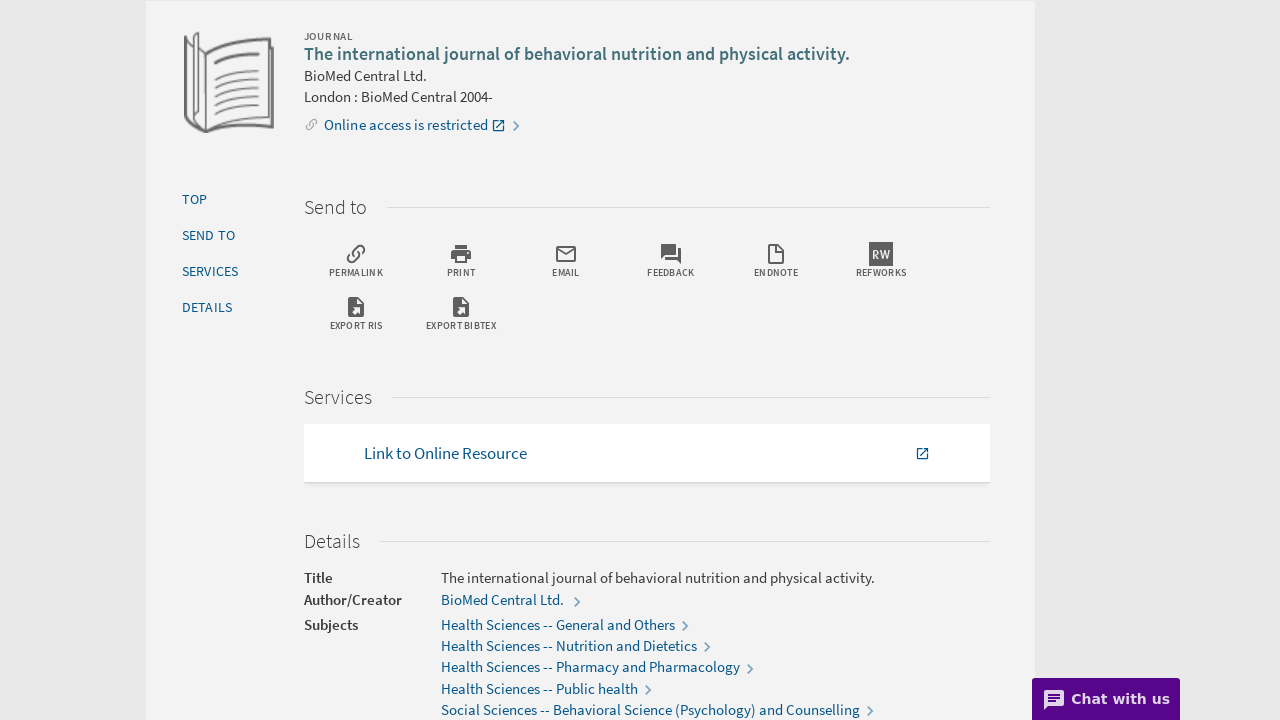 JOURNAL
The international journal of behavioral nutrition and physical activity.
BioMed Central Ltd.
London : BioMed Central 2004-
Online access is restricted
TOP
SEND TO
SERVICES
DETAILS
Send to
PERMALINK
PRINT
EMAIL
FEEDBACK
ENDNOTE
RW
REFWORKS
EXPORT RIS
EXPORT BIBTEX
Services
Link to Online Resource
Details
Title The international journal of behavioral nutrition and physical activity.
Author/Creator BioMed Central Ltd.
Subjects Health Sciences -- General and Others
Health Sciences -- Nutrition and Dietetics
Health Sciences -- Pharmacy and Pharmacology
Health Sciences -- Public health
Social Sciences -- Behavioral Science (Psychology) and Counselling
Chat with us